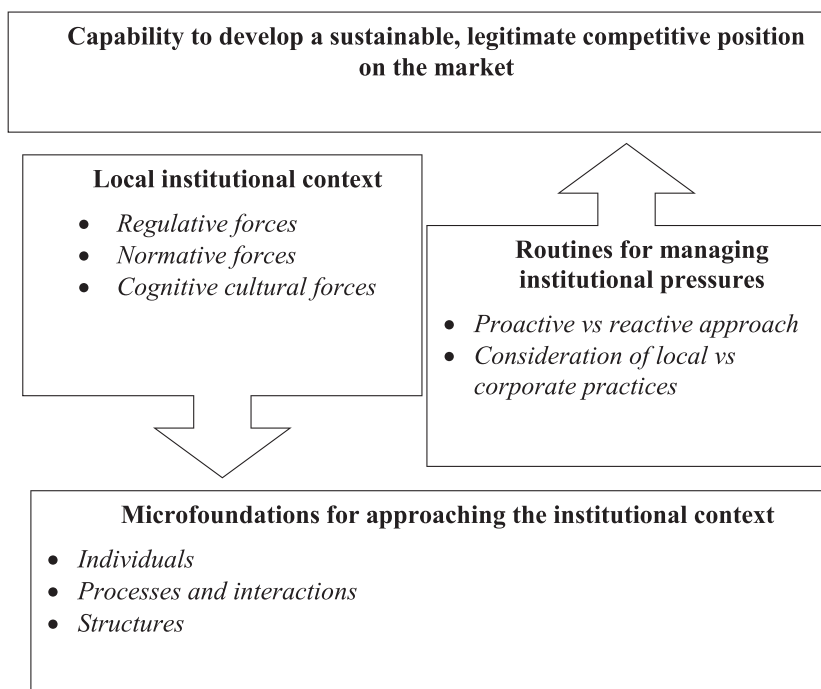 Capability to develop a sustainable, legitimate competitive position
on the market
Local institutional context
• Regulative forces
• Normative forces
• Cognitive cultural forces
Routines for managing
institutional pressures
• Proactive vs reactive approach
• Consideration of local vs
corporate practices
Microfoundations for approaching the institutional context
• Individuals
• Processes and interactions
• Structures